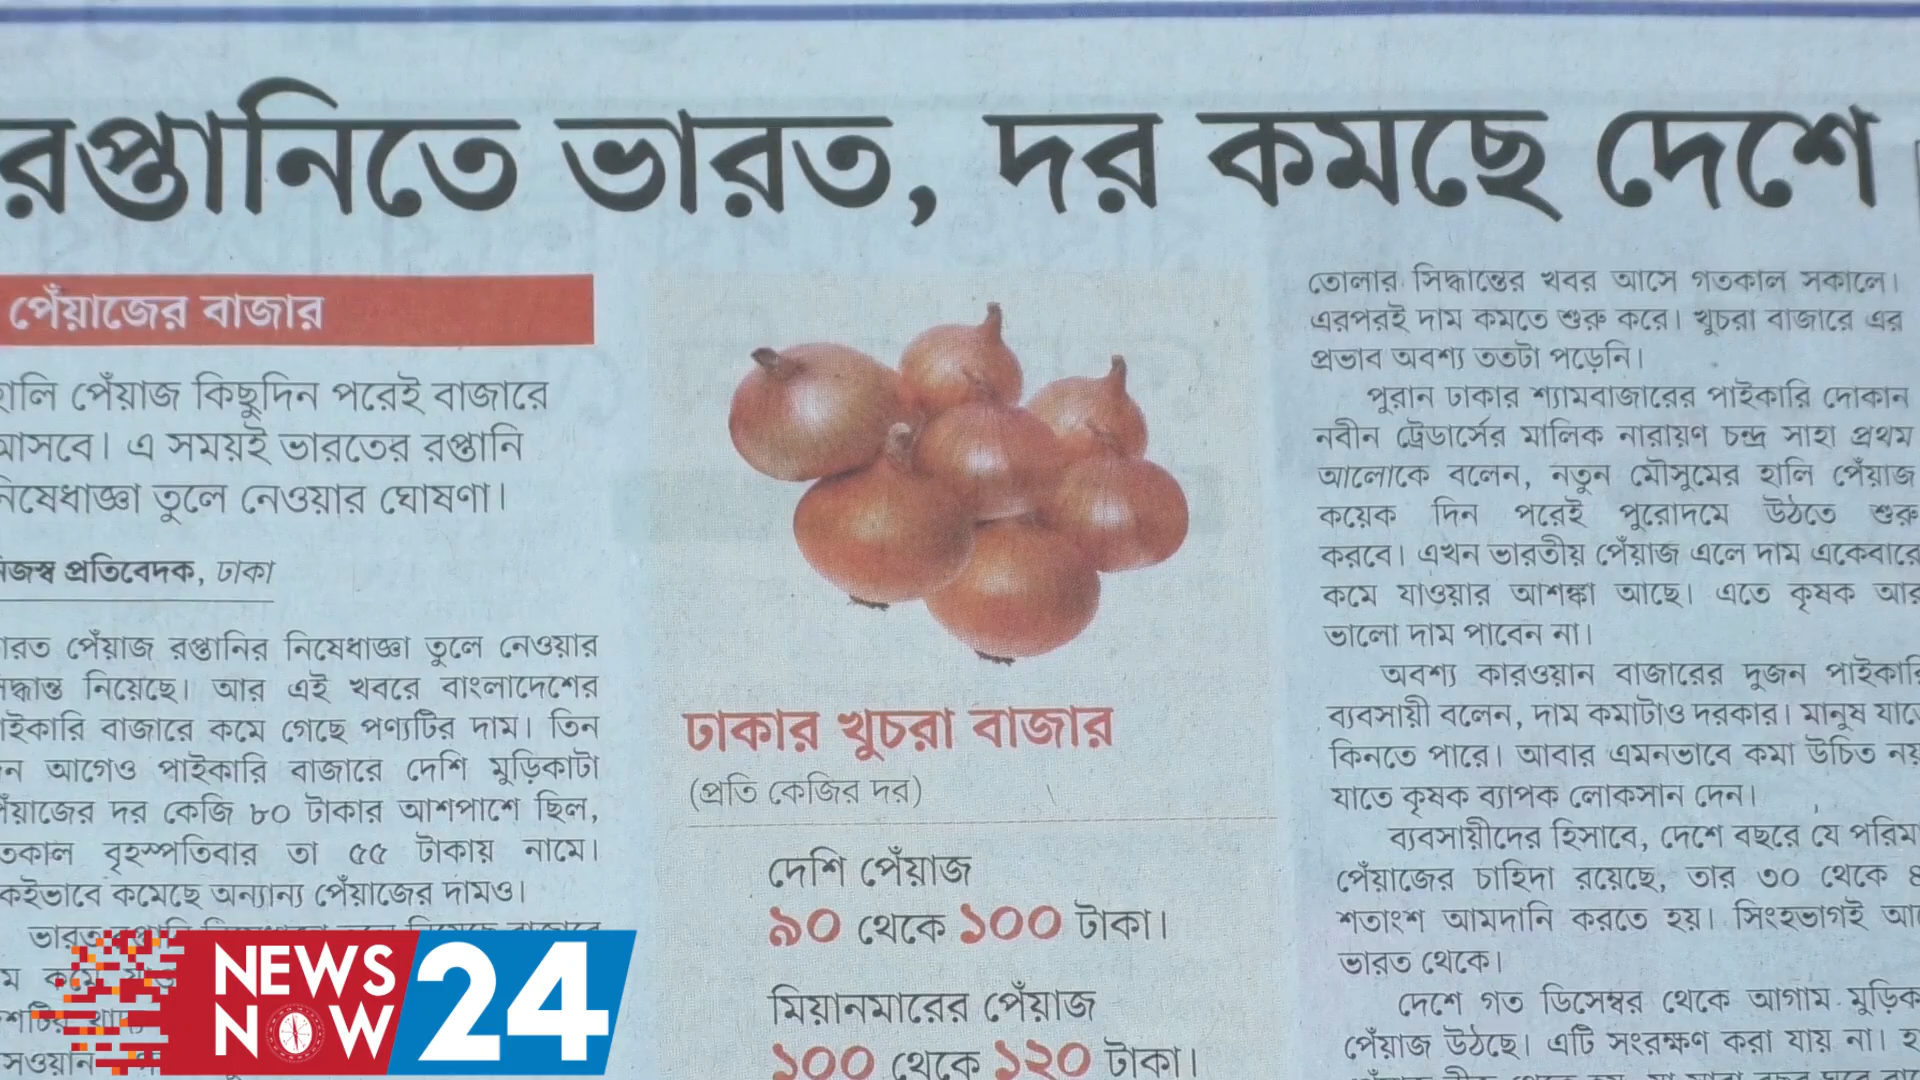 রপ্তানিতে ভারত, দর কমছে দেশে
পেঁয়াজের বাজার
হালি পেঁয়াজ কিছুদিন পরেই বাজারে
আসবে। এ সময়ই ভারতের রপ্তানি
নিষেধাজ্ঞা তুলে নেওয়ার ঘোষণা।
নিজস্ব প্রতিবেদক, ঢাকা
ভারত পেঁয়াজ রপ্তানির নিষেধাজ্ঞা তুলে নেওয়ার
সিদ্ধান্ত নিয়েছে। আর এই খবরে বাংলাদেশের
পাইকারি বাজারে কমে গেছে পণ্যটির দাম। তিন
দিন আগেও পাইকারি বাজারে দেশি মুড়িকাটা
পেঁয়াজের দর কেজি ৮০ টাকার আশপাশে ছিল,
গতকাল বৃহস্পতিবার তা ৫৫ টাকায় নামে।
একইভাবে কমেছে অন্যান্য পেঁয়াজের দামও।
ঢাকার খুচরা বাজার
(প্রতি কেজির দর)
দেশি পেঁয়াজ
৯০ থেকে ১০০ টাকা।
মিয়ানমারের পেঁয়াজ
১০০ থেকে ১২০ টাকা।
তোলার সিদ্ধান্তের খবর আসে গতকাল সকালে।
এরপরই দাম কমতে শুরু করে। খুচরা বাজারে এর
প্রভাব অবশ্য ততটা পড়েনি।
পুরান ঢাকার শ্যামবাজারের পাইকারি দোকান
নবীন ট্রেডার্সের মালিক নারায়ণ চন্দ্র সাহা প্রথম
আলোকে বলেন, নতুন মৌসুমের হালি পেঁয়াজ
কয়েক দিন পরেই পুরোদমে উঠতে শুরু
করবে। এখন ভারতীয় পেঁয়াজ এলে দাম একেবারে
কমে যাওয়ার আশঙ্কা আছে। এতে কৃষক আর
ভালো দাম পাবেন না।
অবশ্য কারওয়ান বাজারের দুজন পাইকারি
ব্যবসায়ী বলেন, দাম কমাটাও দরকার। মানুষ যাতে
কিনতে পারে। আবার এমনভাবে কমা উচিত নয়
যাতে কৃষক ব্যাপক লোকসান দেন।
ব্যবসায়ীদের হিসাবে, দেশে বছরে যে
পেঁয়াজের চাহিদা রয়েছে, তার ৩০ থেকে
শতাংশ আমদানি করতে হয়। সিংহভাগই
ভারত থেকে।
দেশে গত ডিসেম্বর থেকে আগাম
পেঁয়াজ উঠছে। এটি সংরক্ষণ করা যায় না।
NEWS
NOW
24